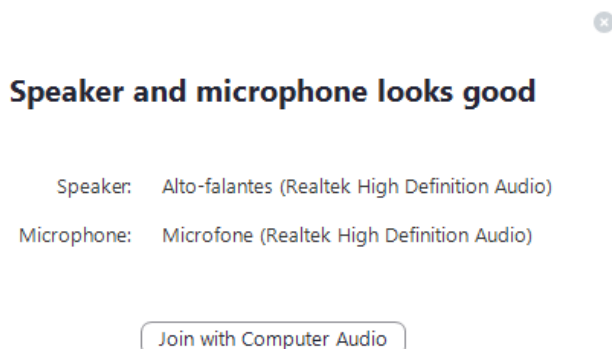 Speaker and microphone looks good
Speaker: Alto-falantes (Realtek High Definition Audio)
Microphone: Microfone (Realtek High Definition Audio)
Join with Computer Audio